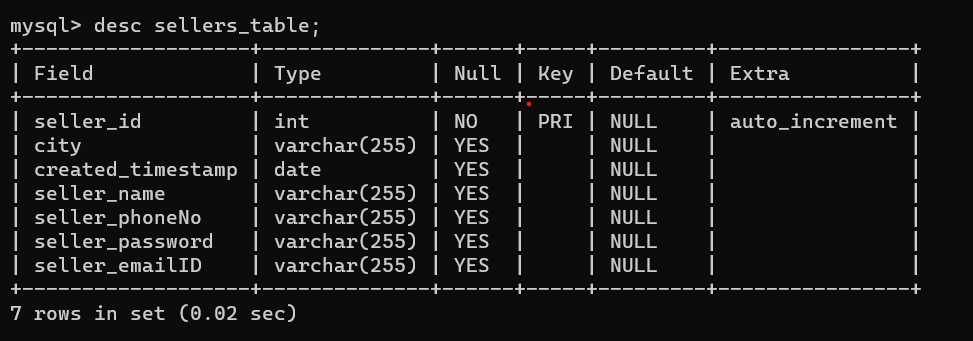 mysql> desc sellers_table;
+-------------------+--------------+------+-----+---------+----------------+
| Field             | Type         | Null | Key | Default | Extra          |
+-------------------+--------------+------+-----+---------+----------------+
| seller_id         | int          | NO   | PRI | NULL    | auto_increment |
| city              | varchar(255) | YES  |     | NULL    |                |
| created_timestamp | date         | YES  |     | NULL    |                |
| seller_name       | varchar(255) | YES  |     | NULL    |                |
| seller_phoneNo    | varchar(255) | YES  |     | NULL    |                |
| seller_password   | varchar(255) | YES  |     | NULL    |                |
| seller_emailID    | varchar(255) | YES  |     | NULL    |                |
+-------------------+--------------+------+-----+---------+----------------+
7 rows in set (0.02 sec)